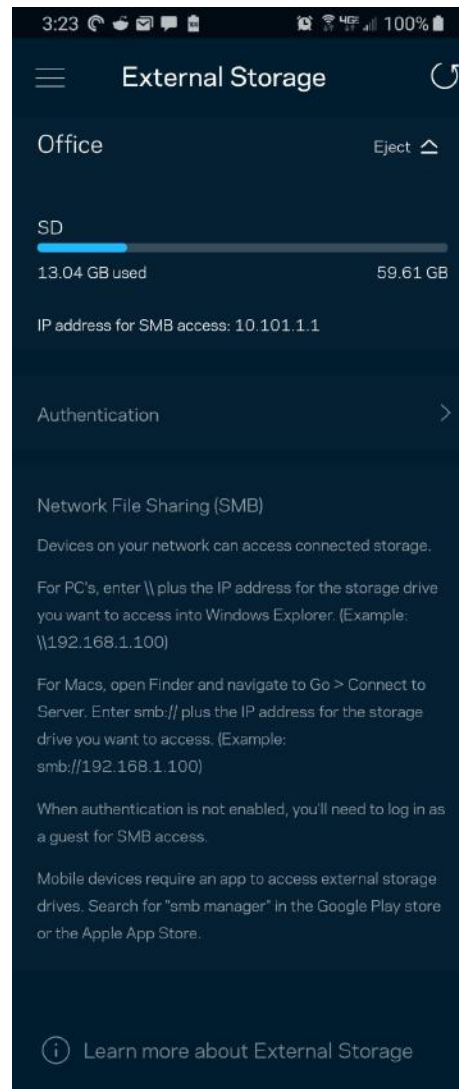 3:23
4GE
100%
External Storage
Office
Eject
SD
13.04 GB used
59.61 GB
IP address for SMB access: 10.101.1.1
Authentication
Network File Sharing (SMB)
Devices on your network can access connected storage.
For PC's, enter \\ plus the IP address for the storage drive
you want to access into Windows Explorer. (Example:
\\192.168.1.100)
For Macs, open Finder and navigate to Go > Connect to
Server. Enter smb:// plus the IP address for the storage
drive you want to access. (Example:
smb://192.168.1.100)
When authentication is not enabled, you'll need to log in as
a guest for SMB access.
Mobile devices require an app to access external storage
drives. Search for "smb manager" in the Google Play store
or the Apple App Store.
Learn more about External Storage